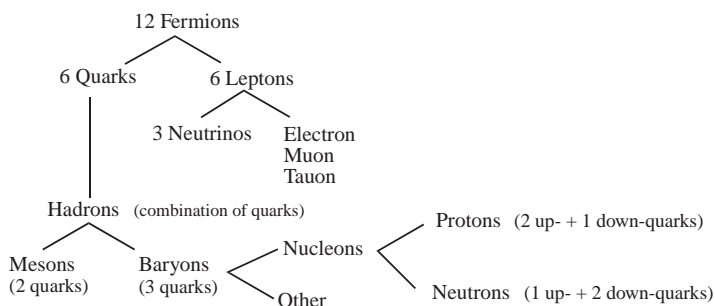 12 Fermions
6 Quarks
6 Leptons
3 Neutrinos
Electron
Muon
Tauon
Hadrons (combination of quarks)
Protons (2 up- + 1 down-quarks)
Nucleons
Mesons
(2 quarks)
Baryons
(3 quarks)
Neutrons (1 up- + 2 down-quarks)
Other